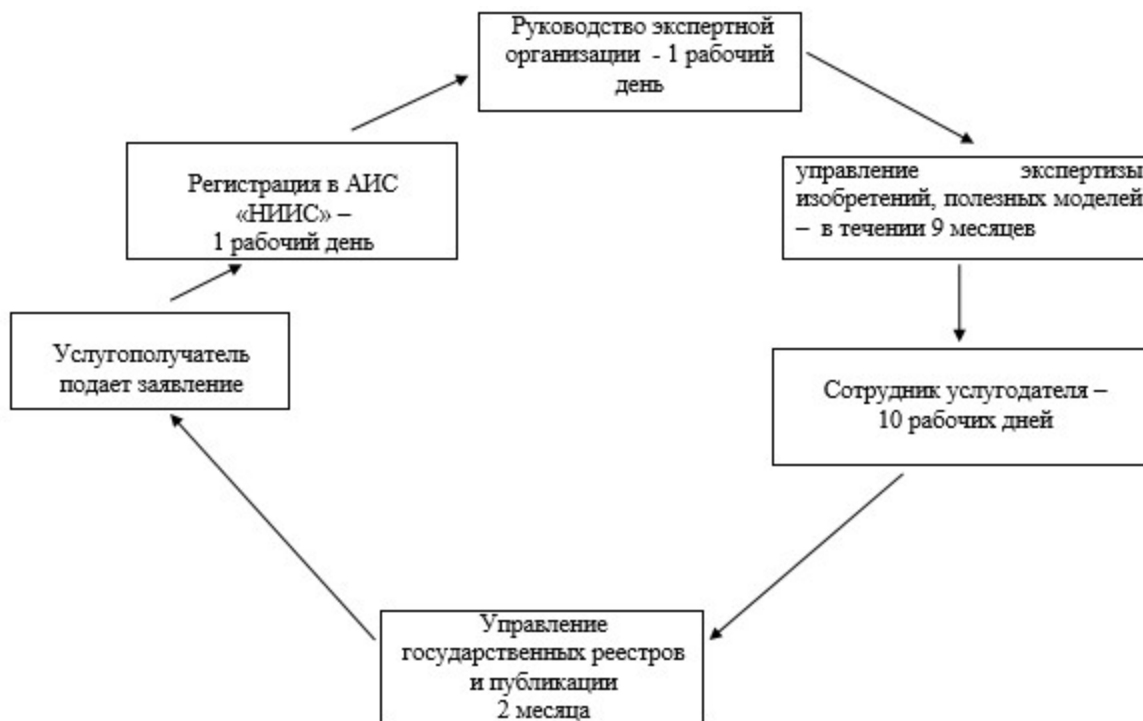 Руководство экспертной
организации - 1 рабочий
день
Регистрация в АИС
«НИИС» –
1 рабочий день
управление экспертизы
изобретений, полезных моделей
– в течении 9 месяцев
Услугополучатель
подает заявление
Сотрудник услугодателя –
10 рабочих дней
Управление
государственных реестров
и публикации
2 месяца